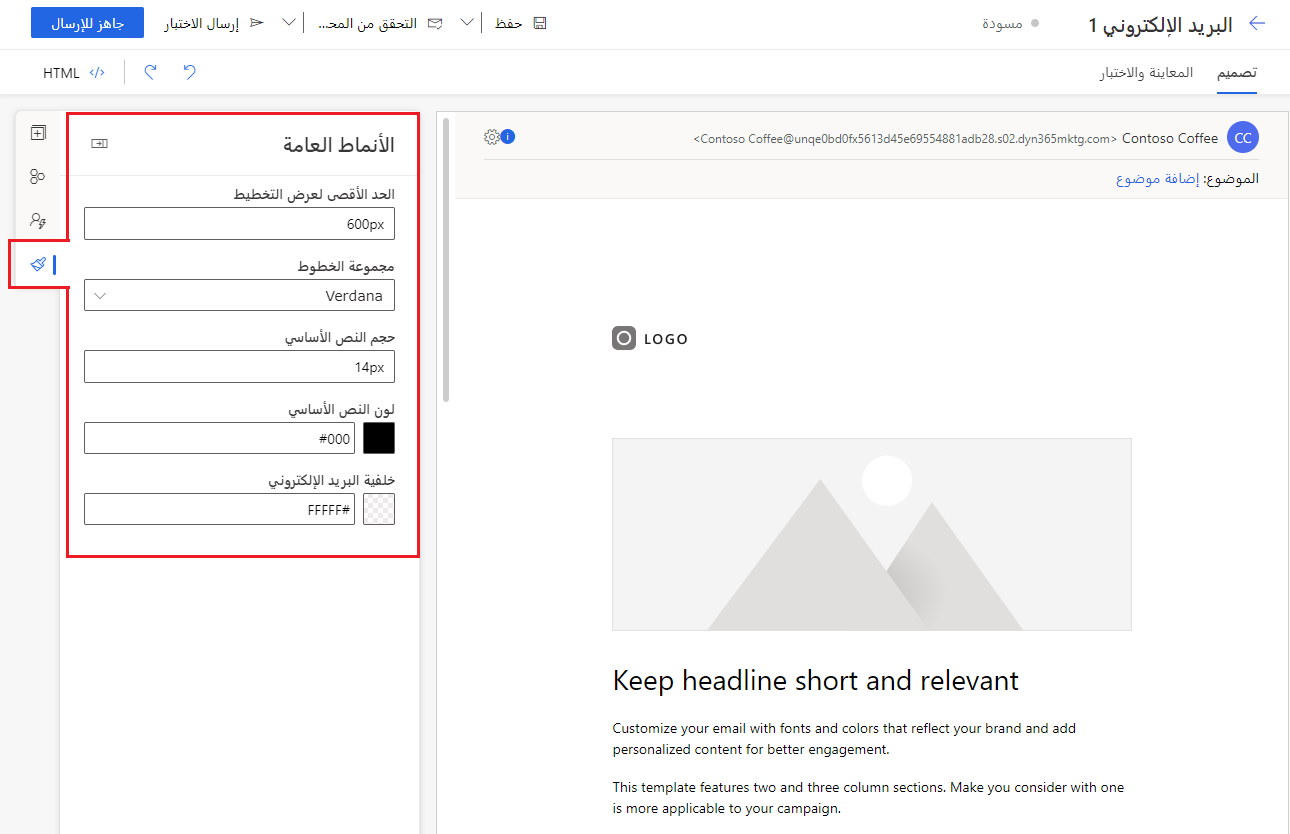 البريد الإلكتروني 1
مسودة
حفظ
التحقق من المحـ...
إرسال الاختبار
جاهز للإرسال
تصميم
المعاينة والاختبار
HTML
CC
Contoso Coffee <Contoso Coffee@unqe0bd0fx5613d45e69554881adb28.s02.dyn365mktg.com>
الموضوع: إضافة موضوع
LOGO
Keep headline short and relevant
Customize your email with fonts and colors that reflect your brand and add
personalized content for better engagement.
This template features two and three column sections. Make you consider with one
is more applicable to your campaign.
الأنماط العامة
الحد الأقصى لعرض التخطيط
600px
مجموعة الخطوط
Verdana
حجم النص الأساسي
14px
لون النص الأساسي
#000
خلفية البريد الإلكتروني
FFFFF#